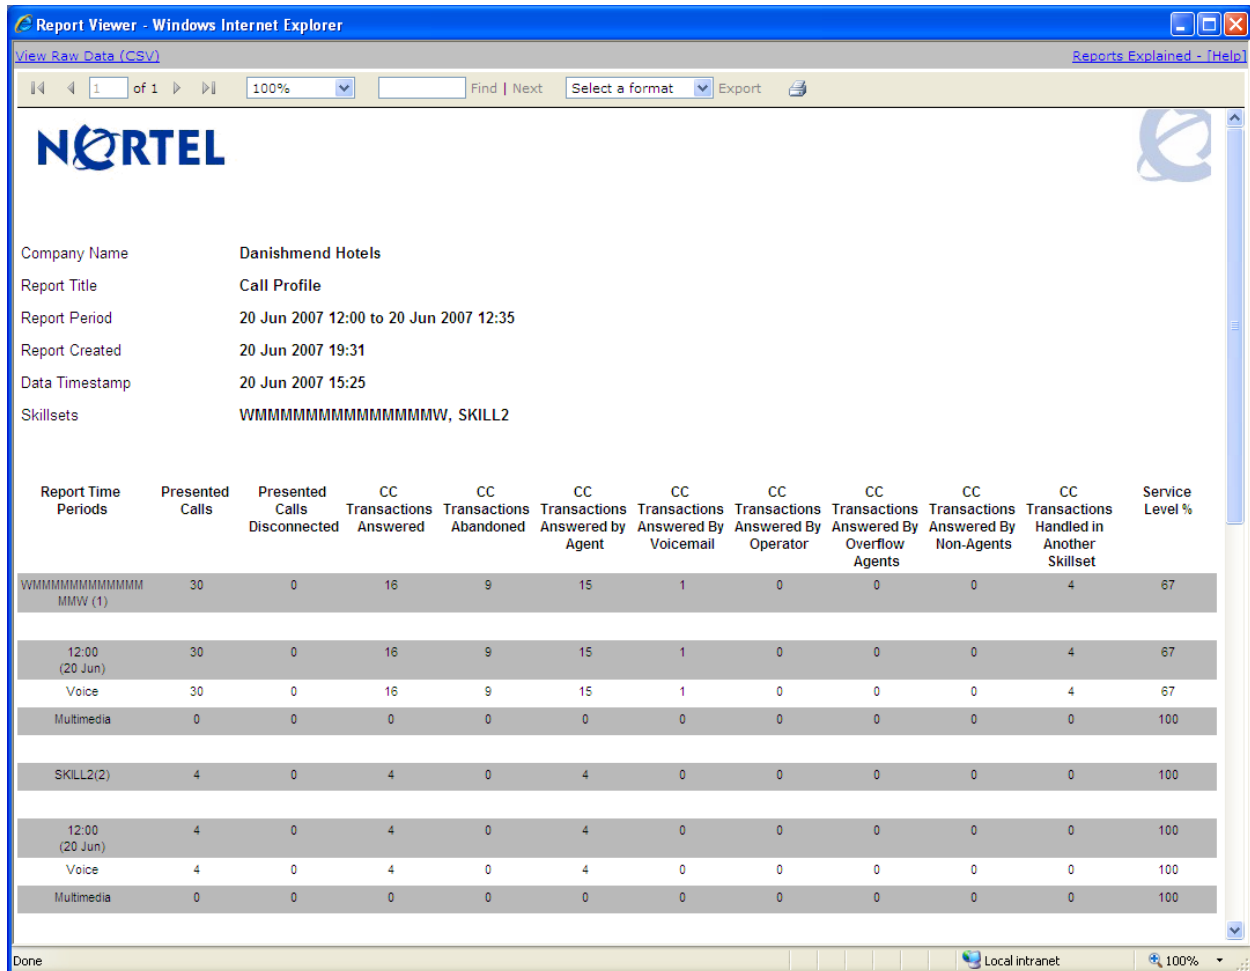 Report Viewer - Windows Internet Explorer
View Raw Data (CSV) Reports Explained - [Help]
1 of 1 100% Find | Next Select a format Export
NORTEL
Company Name Danishmend Hotels
Report Title Call Profile
Report Period 20 Jun 2007 12:00 to 20 Jun 2007 12:35
Report Created 20 Jun 2007 19:31
Data Timestamp 20 Jun 2007 15:25
Skillsets WMMMMMMMMMMMMMMW, SKILL2
Report Time Presented Presented CC CC CC CC CC CC CC CC Service
Periods Calls Calls Transactions Transactions Transactions Transactions Transactions Transactions Transactions Transactions Level %
Disconnected Answered Abandoned Answered by Answered By Answered By Answered By Answered By Handled in
Agent Voicemail Operator Overflow Non-Agents Another
Agents Skillset
WMMMMMMMMMMMM 30 0 16 9 15 1 0 0 0 4 67
MMW (1)
12:00 30 0 16 9 15 1 0 0 0 4 67
(20 Jun)
Voice 30 0 16 9 15 1 0 0 0 4 67
Multimedia 0 0 0 0 0 0 0 0 0 0 100
SKILL2(2) 4 0 4 0 4 0 0 0 0 0 100
12:00 4 0 4 0 4 0 0 0 0 0 100
(20 Jun)
Voice 4 0 4 0 4 0 0 0 0 0 100
Multimedia 0 0 0 0 0 0 0 0 0 0 100
Done Local intranet 100%